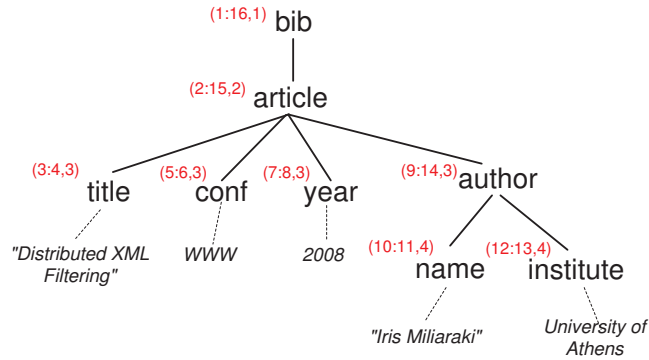 (1:16,1) bib
(2:15,2) article
(3:4,3) title
(5:6,3) conf
(7:8,3) year
(9:14,3) author
"Distributed XML
Filtering"
WWW
2008
(10:11,4) name
(12:13,4) institute
"Iris Miliaraki"
University of
Athens